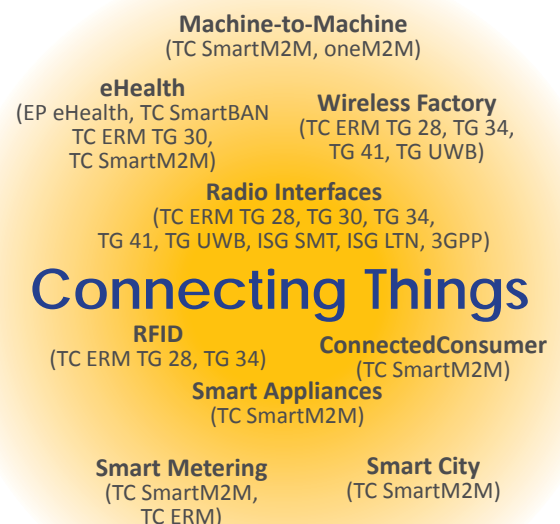 Machine-to-Machine
(TC SmartM2M, oneM2M)
eHealth
(EP eHealth, TC SmartBAN
TC ERM TG 30,
TC SmartM2M)
Wireless Factory
(TC ERM TG 28, TG 34,
TG 41, TG UWB)
Radio Interfaces
(TC ERM TG 28, TG 30, TG 34,
TG 41, TG UWB, ISG SMT, ISG LTN, 3GPP)
Connecting Things
RFID
(TC ERM TG 28, TG 34)
ConnectedConsumer
(TC SmartM2M)
Smart Appliances
(TC SmartM2M)
Smart Metering
(TC SmartM2M,
TC ERM)
Smart City
(TC SmartM2M)